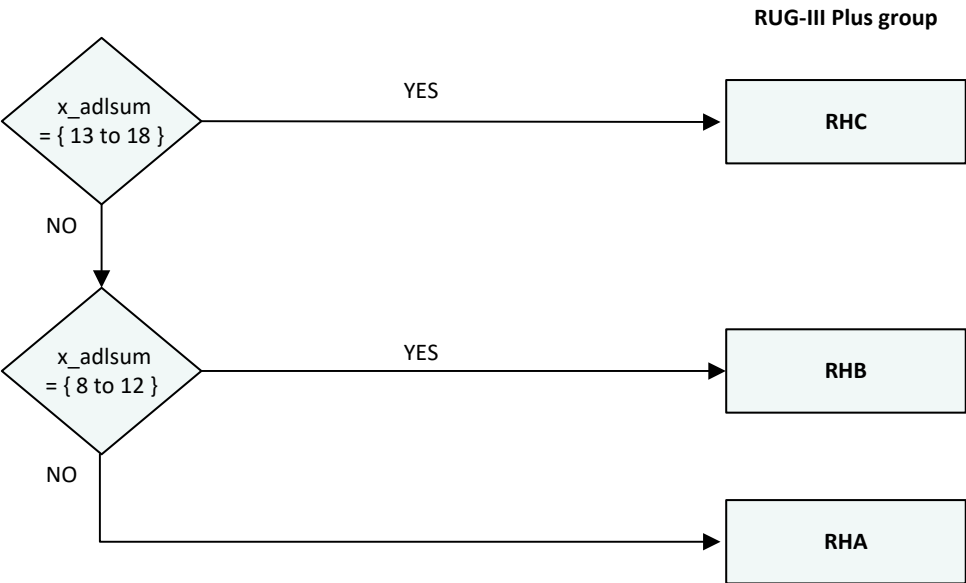 RUG-III Plus group
x_adlsum
= { 13 to 18 }
YES
RHC
NO
x_adlsum
= { 8 to 12 }
YES
RHB
NO
RHA